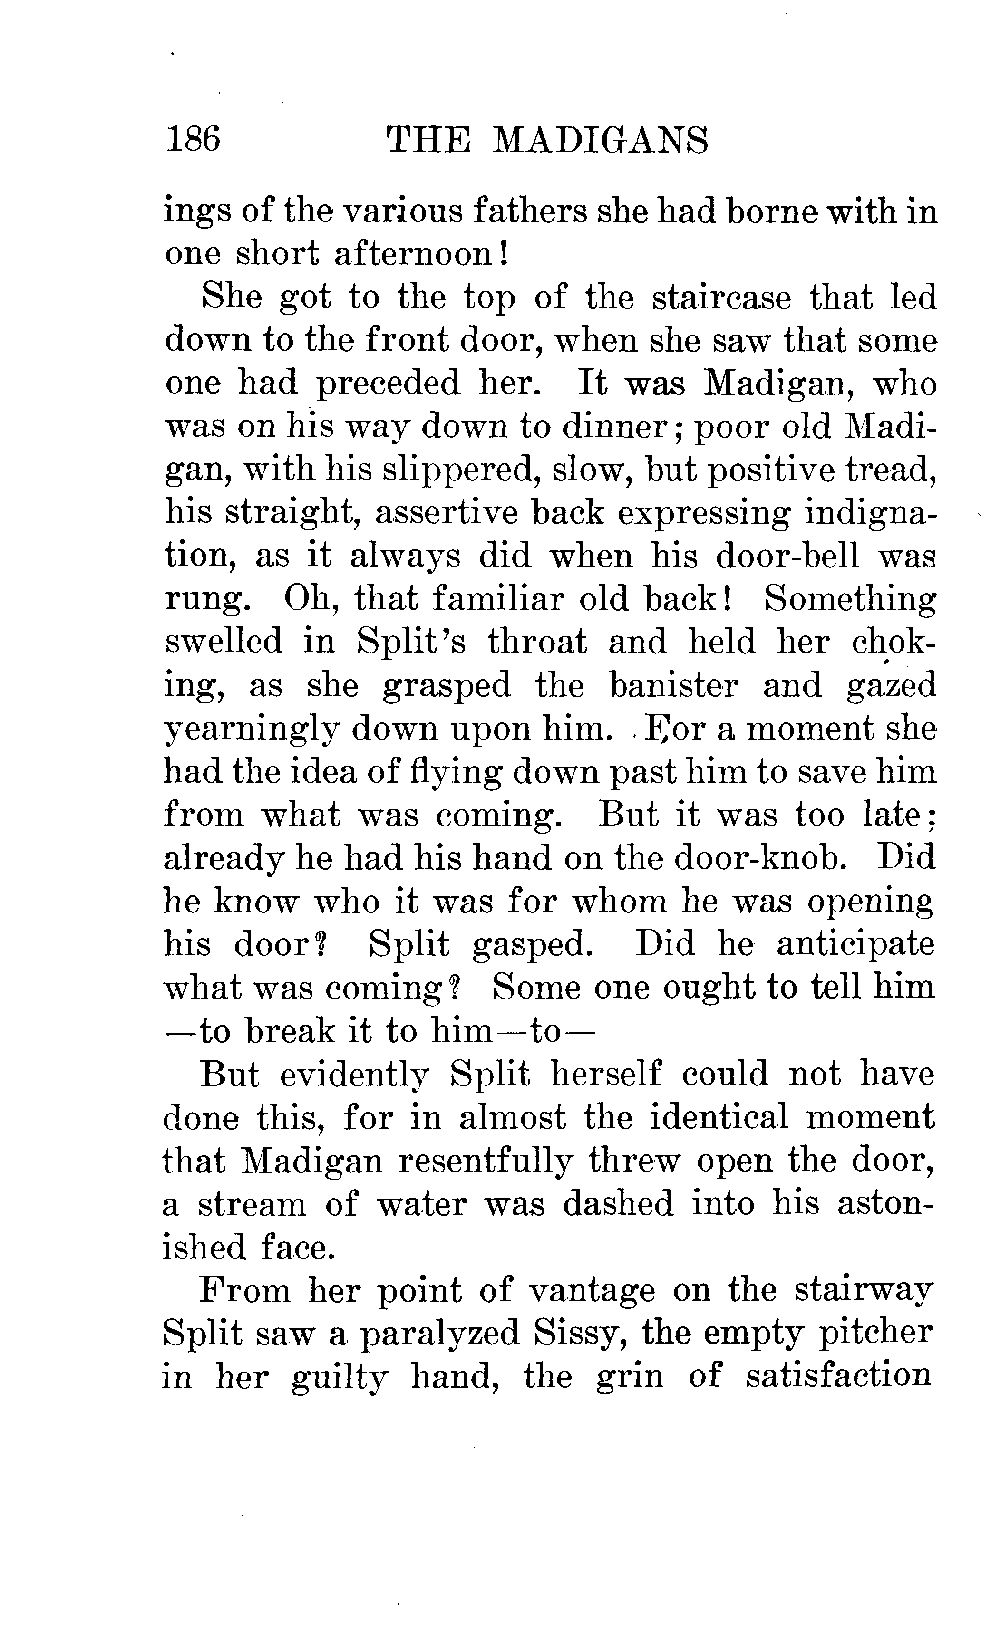 186 THE MADIGANS
ings of the various fathers she had borne with in
one short afternoon!
She got to the top of the staircase that led
down to the front door, when she saw that some
one had preceded her. It was Madigan, who
was on his way down to dinner; poor old Madi-
gan, with his slippered, slow, but positive tread,
his straight, assertive back expressing indigna-
tion, as it always did when his door-bell was
rung. Oh, that familiar old back! Something
swelled in Split's throat and held her chok-
ing, as she grasped the banister and gazed
yearningly down upon him. For a moment she
had the idea of flying down past him to save him
from what was coming. But it was too late;
already he had his hand on the door-knob. Did
he know who it was for whom he was opening
his door? Split gasped. Did he anticipate
what was coming? Some one ought to tell him
—to break it to him—to—
But evidently Split herself could not have
done this, for in almost the identical moment
that Madigan resentfully threw open the door,
a stream of water was dashed into his aston-
ished face.
From her point of vantage on the stairway
Split saw a paralyzed Sissy, the empty pitcher
in her guilty hand, the grin of satisfaction